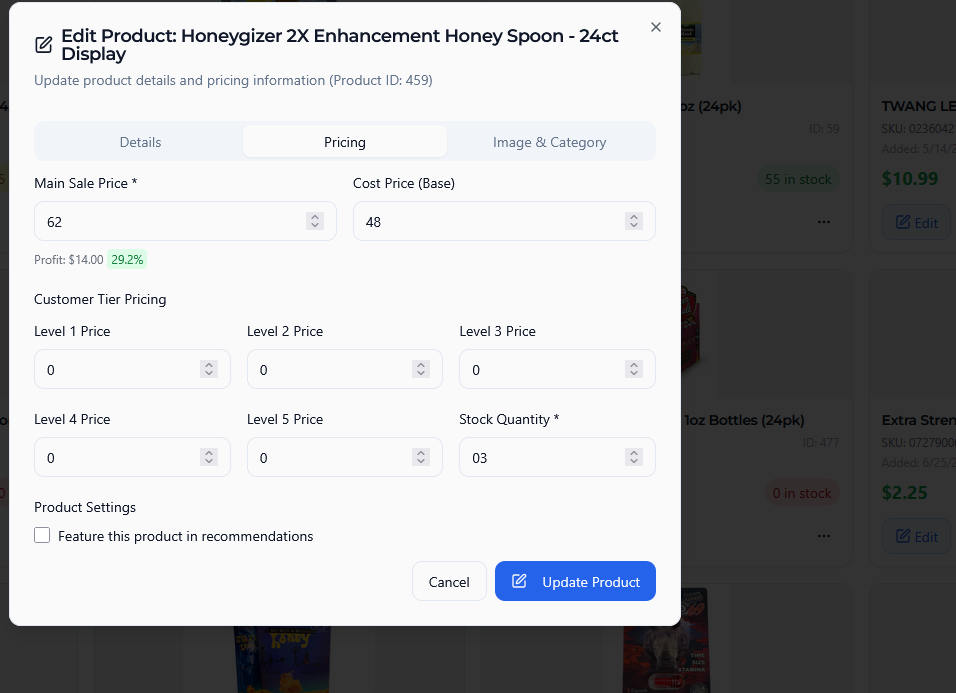 Edit Product: Honeygizer 2X Enhancement Honey Spoon - 24ct
Display
Update product details and pricing information (Product ID: 459)
Details
Pricing
Image & Category
Main Sale Price *
Cost Price (Base)
62
48
Profit: $14.00 29.2%
Customer Tier Pricing
Level 1 Price
Level 2 Price
Level 3 Price
0
0
0
Level 4 Price
Level 5 Price
Stock Quantity *
0
0
03
Product Settings
Feature this product in recommendations
Cancel
Update Product
oz (24pk)
ID: 59
55 in stock
...
TWANG LE
SKU: 0236042
Added: 5/14/2
$10.99
Edit
1oz Bottles (24pk)
ID: 477
0 in stock
...
Extra Stren
SKU: 0727900
Added: 6/25/2
$2.25
Edit
honey
TIME
SIZE
STAMINA